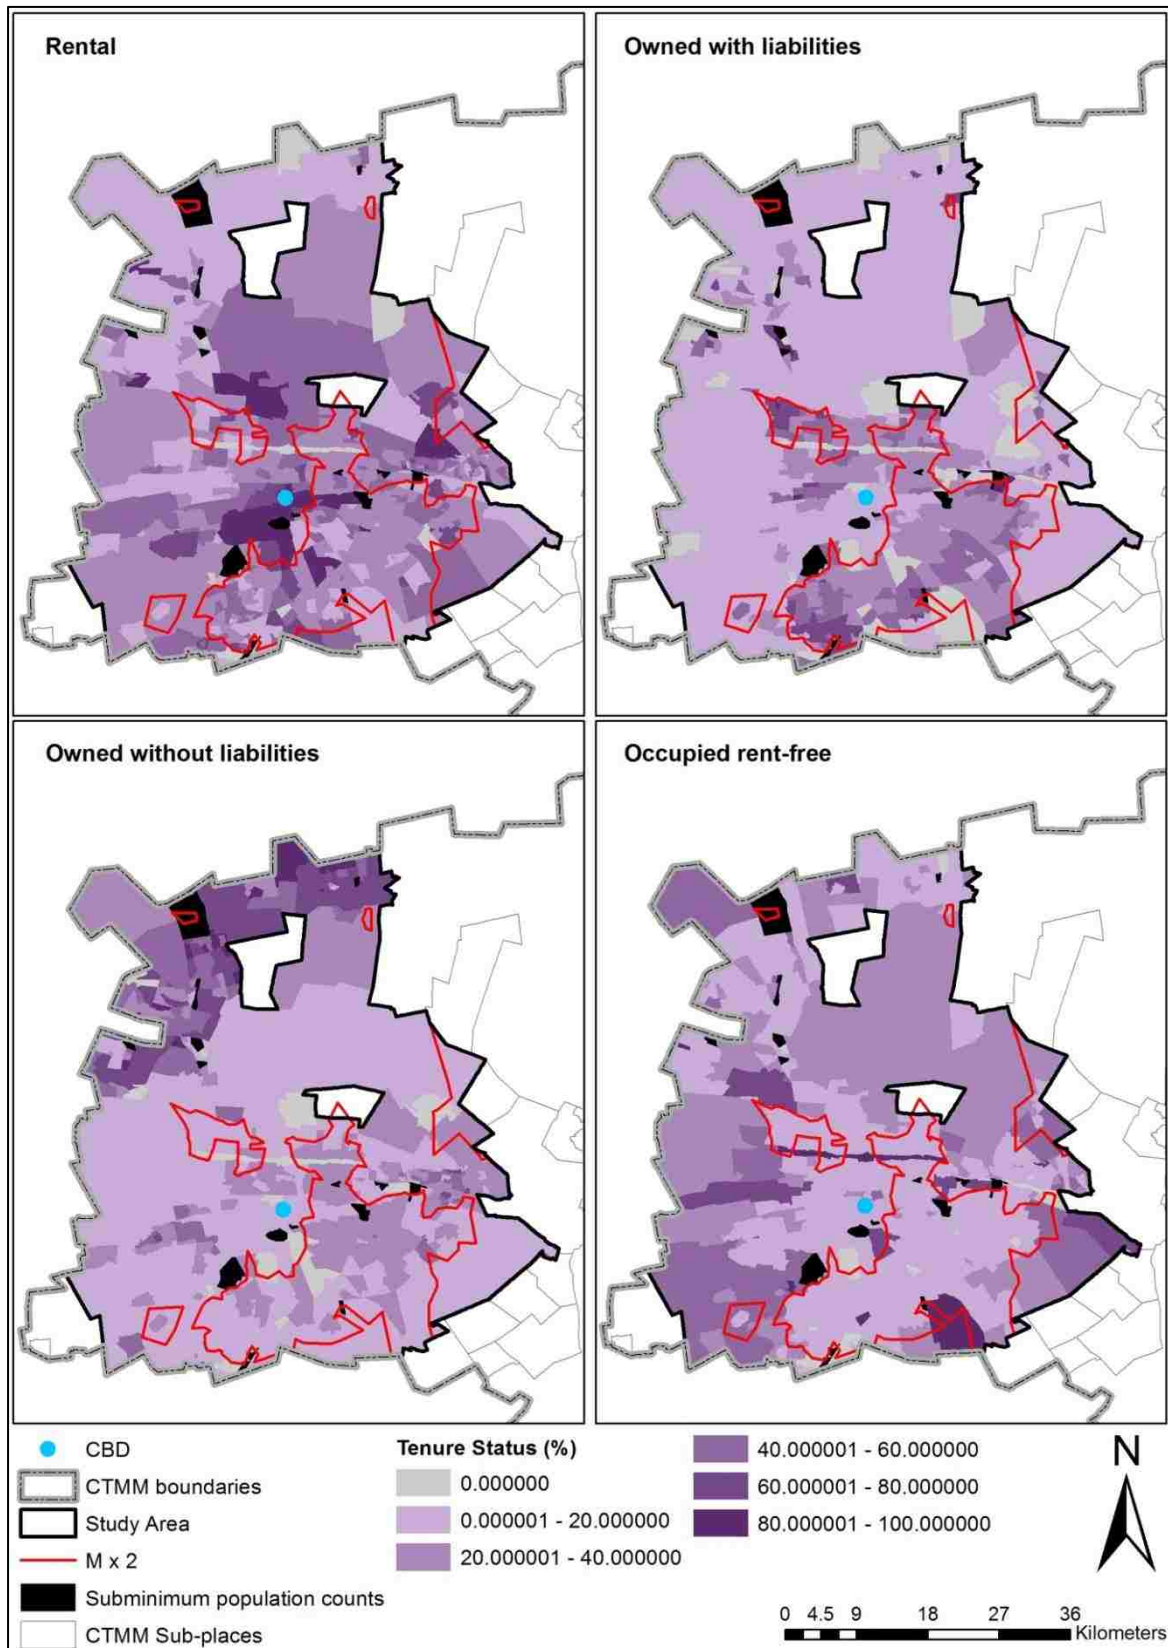 Rental
Owned with liabilities
Owned without liabilities
Occupied rent-free
CBD
CTMM boundaries
Study Area
M x 2
Subminimum population counts
CTMM Sub-places
Tenure Status (%)
0.000000
0.000001 - 20.000000
20.000001 - 40.000000
40.000001 - 60.000000
60.000001 - 80.000000
80.000001 - 100.000000
N
0 4.5 9 18 27 36
Kilometers